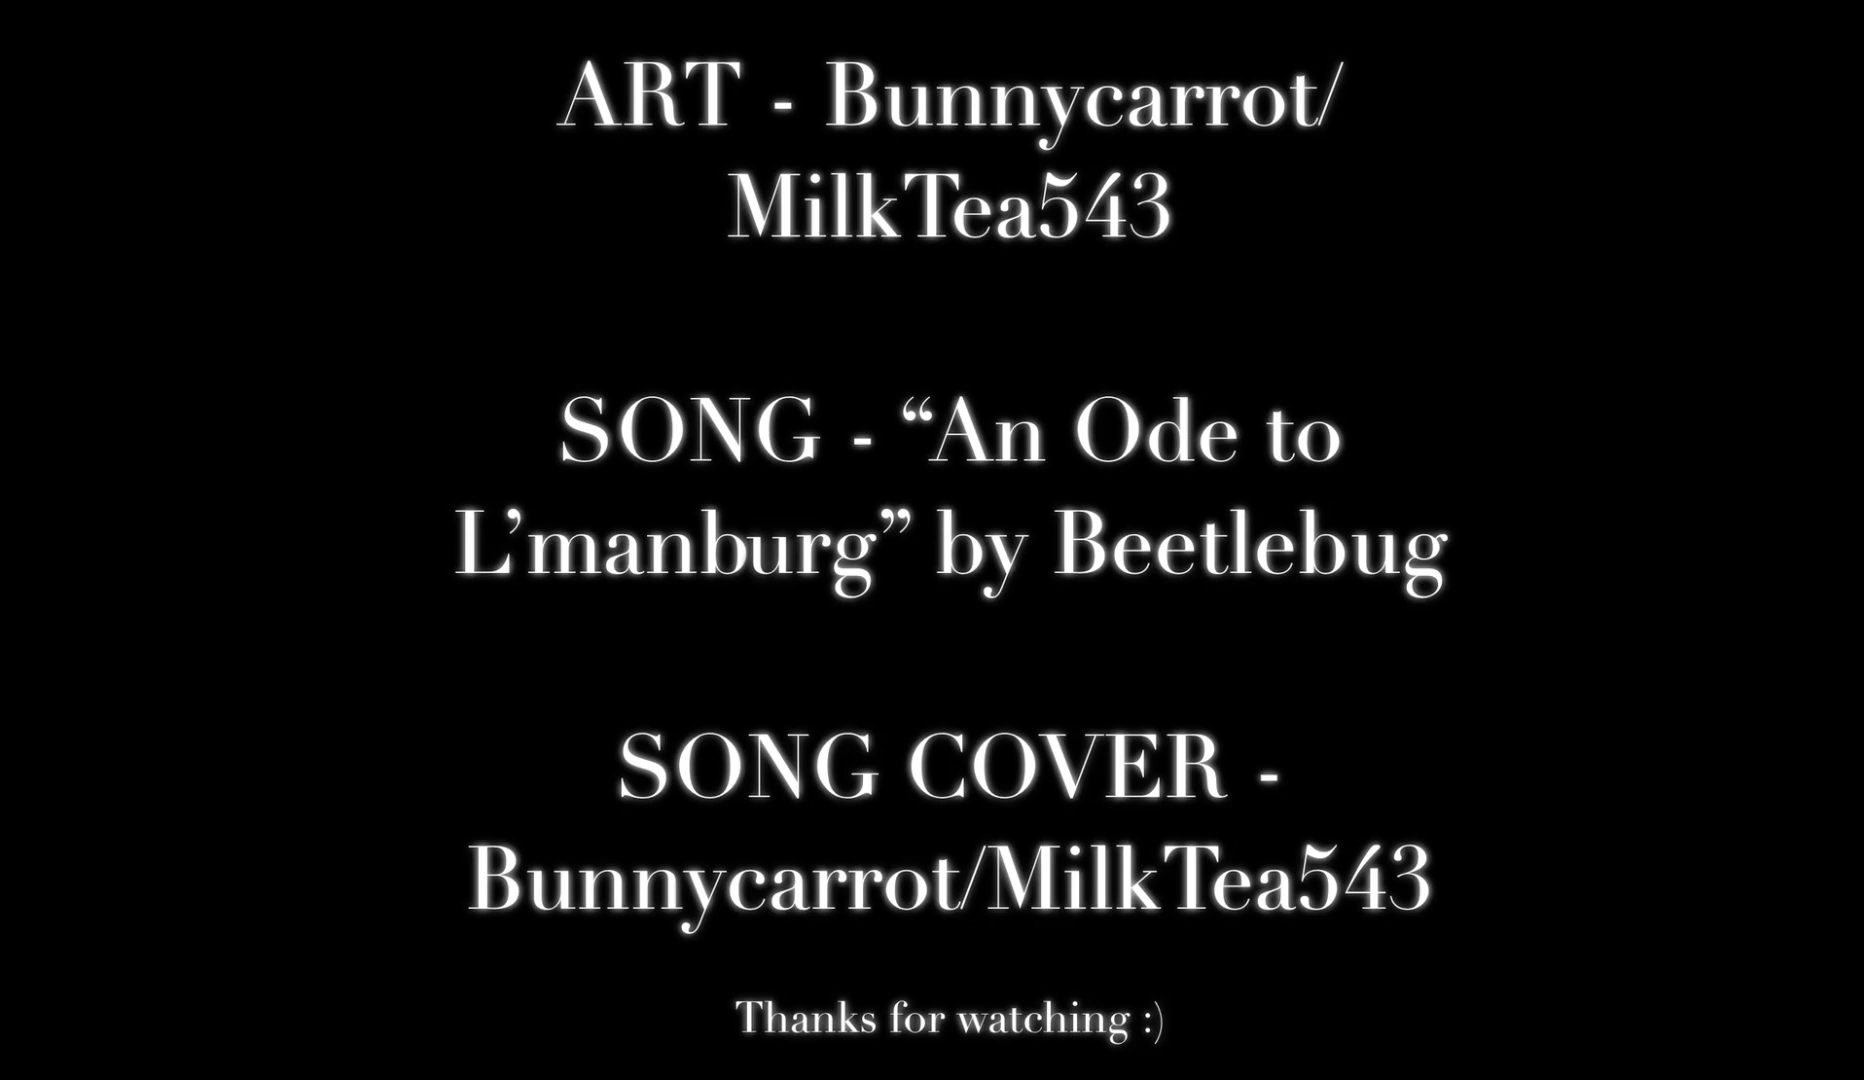 ART - Bunnycarrot/
MilkTea543
SONG - “An Ode to
L’manburg” by Beetlebug
SONG COVER -
Bunnycarrot/MilkTea543
Thanks for watching :)